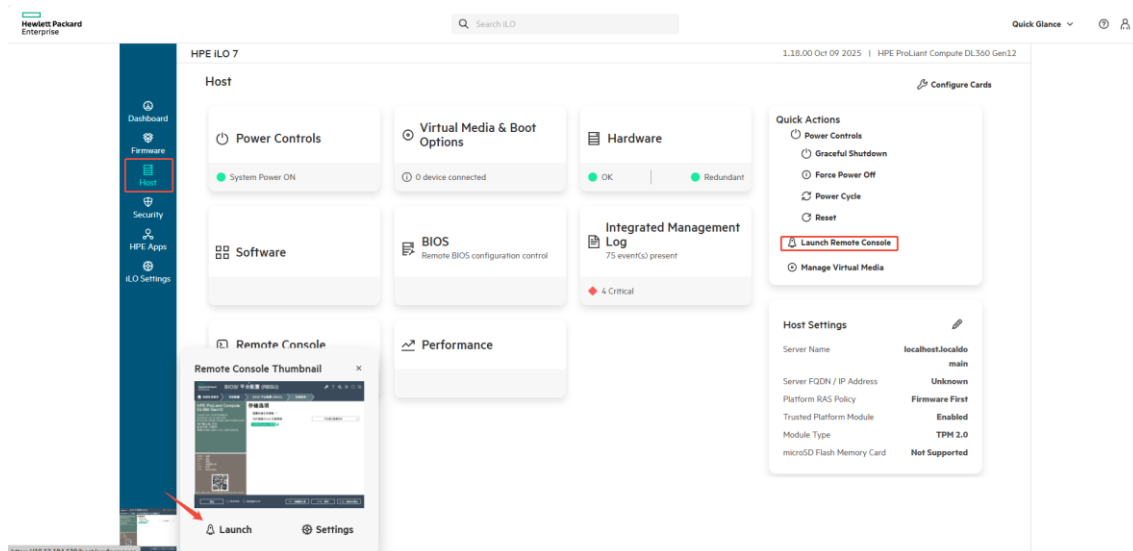 Hewlett Packard
Enterprise
Search iLO
Quick Glance
HPE iLO 7
1.18.00 Oct 09 2025 | HPE ProLiant Compute DL360 Gen12
Host
Configure Cards
Dashboard
Firmware
Host
Security
HPE Apps
iLO Settings
Power Controls
System Power ON
Virtual Media & Boot
Options
0 device connected
Hardware
OK
Redundant
Software
BIOS
Remote BIOS configuration control
Integrated Management
Log
75 event(s) present
4 Critical
Remote Console
Performance
Quick Actions
Power Controls
Graceful Shutdown
Force Power Off
Power Cycle
Reset
Launch Remote Console
Manage Virtual Media
Host Settings
Server Name localhost.localdo
main
Server FQDN / IP Address Unknown
Platform RAS Policy Firmware First
Trusted Platform Module Enabled
Module Type TPM 2.0
microSD Flash Memory Card Not Supported
Remote Console Thumbnail
Launch
Settings